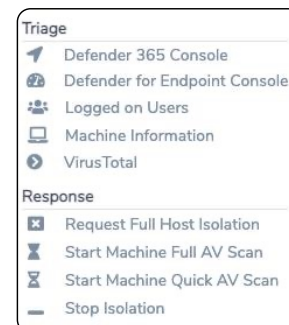 Triage
Defender 365 Console
Defender for Endpoint Console
Logged on Users
Machine Information
VirusTotal
Response
Request Full Host Isolation
Start Machine Full AV Scan
Start Machine Quick AV Scan
Stop Isolation